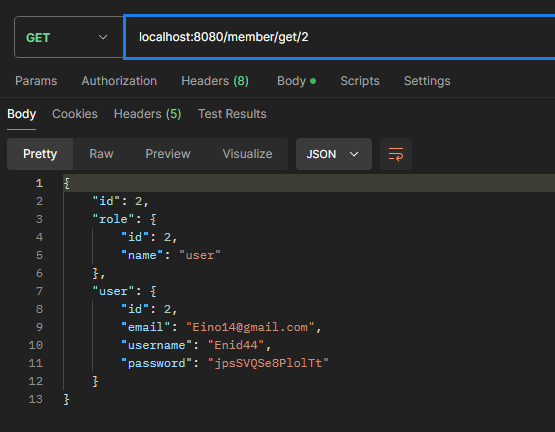 GET localhost:8080/member/get/2
Params Authorization Headers (8) Body Scripts Settings
Body Cookies Headers (5) Test Results
Pretty Raw Preview Visualize JSON
1 {
2 "id": 2,
3 "role": {
4 "id": 2,
5 "name": "user"
6 },
7 "user": {
8 "id": 2,
9 "email": "Eino14@gmail.com",
10 "username": "Enid44",
11 "password": "jpsSVQSe8PlolTt"
12 }
13 }